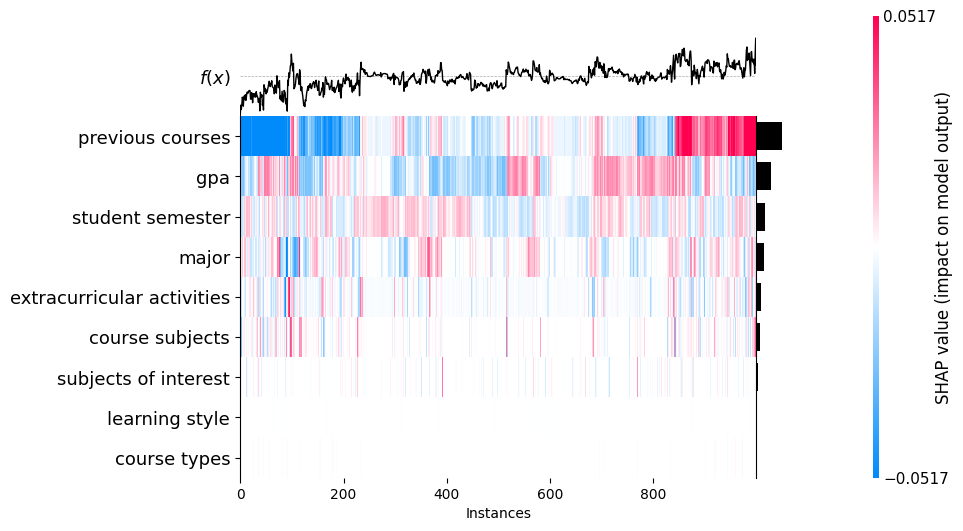 0.0517
f(x)
previous courses
gpa
student semester
major
extracurricular activities
course subjects
subjects of interest
learning style
course types
0 200 400 600 800
Instances
SHAP value (impact on model output)
−0.0517